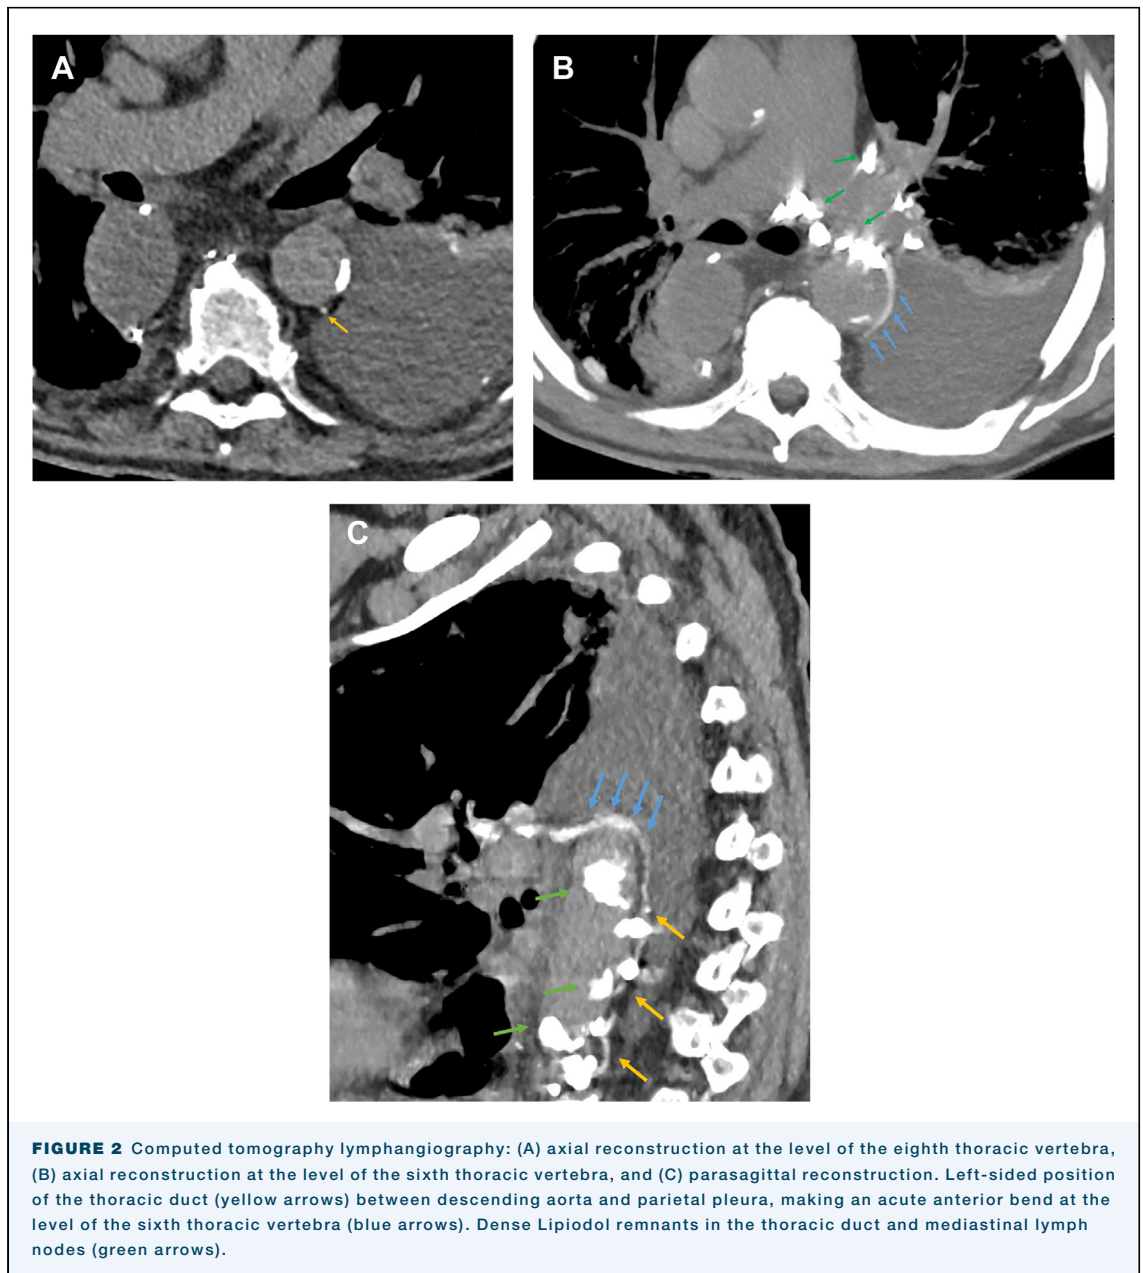 A
B
C
FIGURE 2 Computed tomography lymphangiography: (A) axial reconstruction at the level of the eighth thoracic vertebra,
(B) axial reconstruction at the level of the sixth thoracic vertebra, and (C) parasagittal reconstruction. Left-sided position
of the thoracic duct (yellow arrows) between descending aorta and parietal pleura, making an acute anterior bend at the
level of the sixth thoracic vertebra (blue arrows). Dense Lipiodol remnants in the thoracic duct and mediastinal lymph
nodes (green arrows).